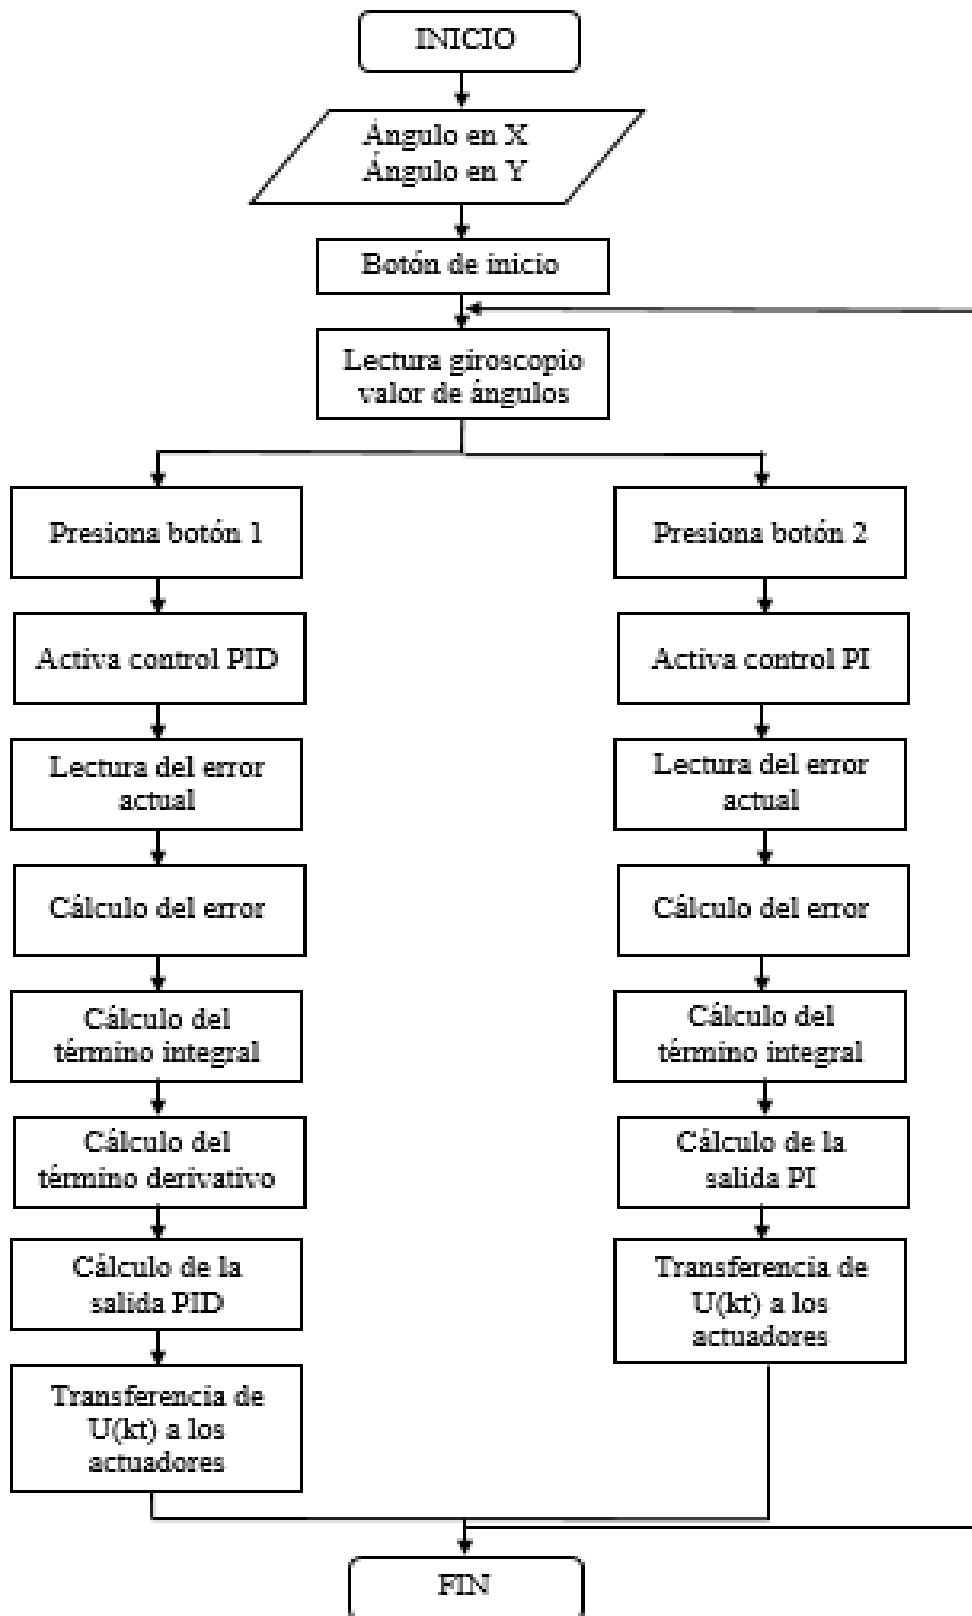 INICIO
Ángulo en X
Ángulo en Y
Botón de inicio
Lectura giroscopio
valor de ángulos
Presiona botón 1
Activa control PID
Lectura del error
actual
Cálculo del error
Cálculo del
término integral
Cálculo del
término derivativo
Cálculo de la
salida PID
Transferencia de
U(kt) a los
actuadores
Presiona botón 2
Activa control PI
Lectura del error
actual
Cálculo del error
Cálculo del
término integral
Cálculo de la
salida PI
Transferencia de
U(kt) a los
actuadores
FIN